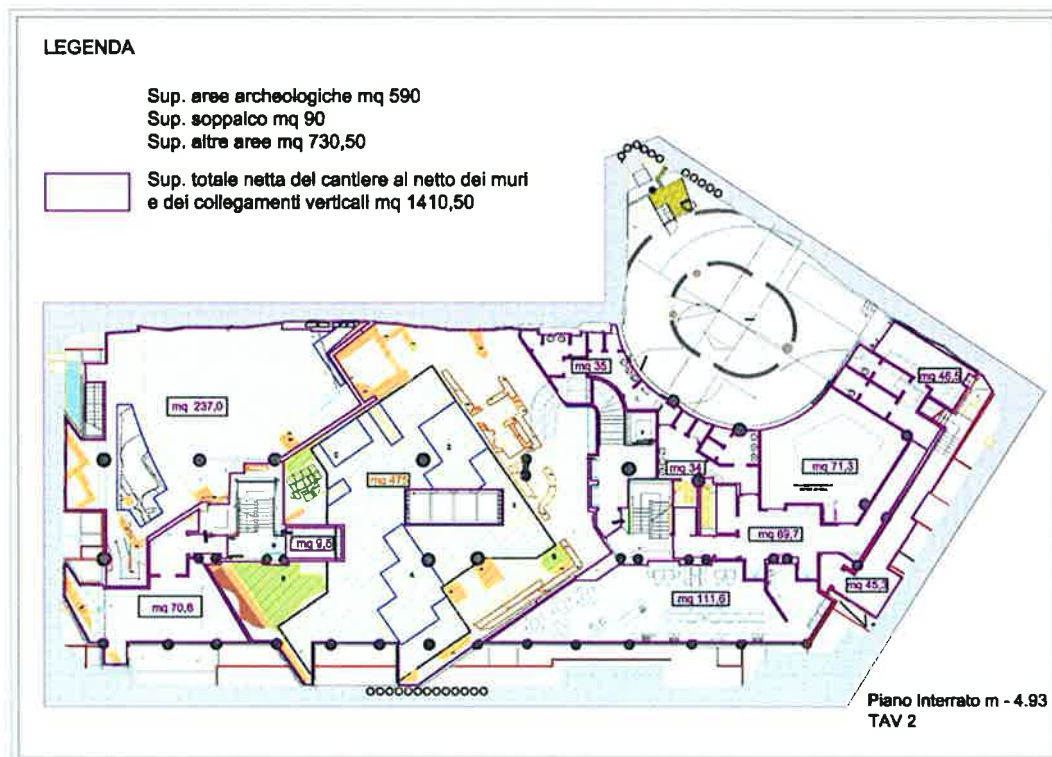 LEGENDA
Sup. aree archeologiche mq 590
Sup. soppalco mq 90
Sup. altre aree mq 730,50
Sup. totale netta del cantiere al netto dei muri
e dei collegamenti verticali mq 1410,50
mq 35
mq 46,5
mq 237,0
mq 34
mq 71,3
mq 475
mq 9,8
mq 69,7
mq 45,3
mq 70,6
mq 111,6
Piano Interrato m - 4.93
TAV 2